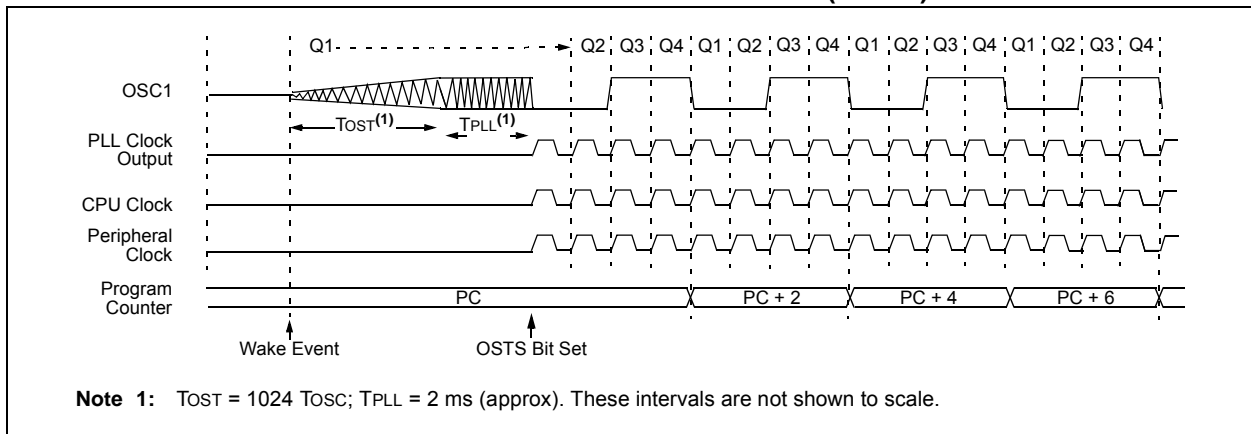 Q1 Q2 Q3 Q4 Q1 Q2 Q3 Q4 Q1 Q2 Q3 Q4 Q1 Q2 Q3 Q4
OSC1
TOST(1) TPLL(1)
PLL Clock
Output
CPU Clock
Peripheral
Clock
Program
Counter
PC PC + 2 PC + 4 PC + 6
Wake Event OSTS Bit Set
Note 1: TOST = 1024 TOSC; TPLL = 2 ms (approx). These intervals are not shown to scale.